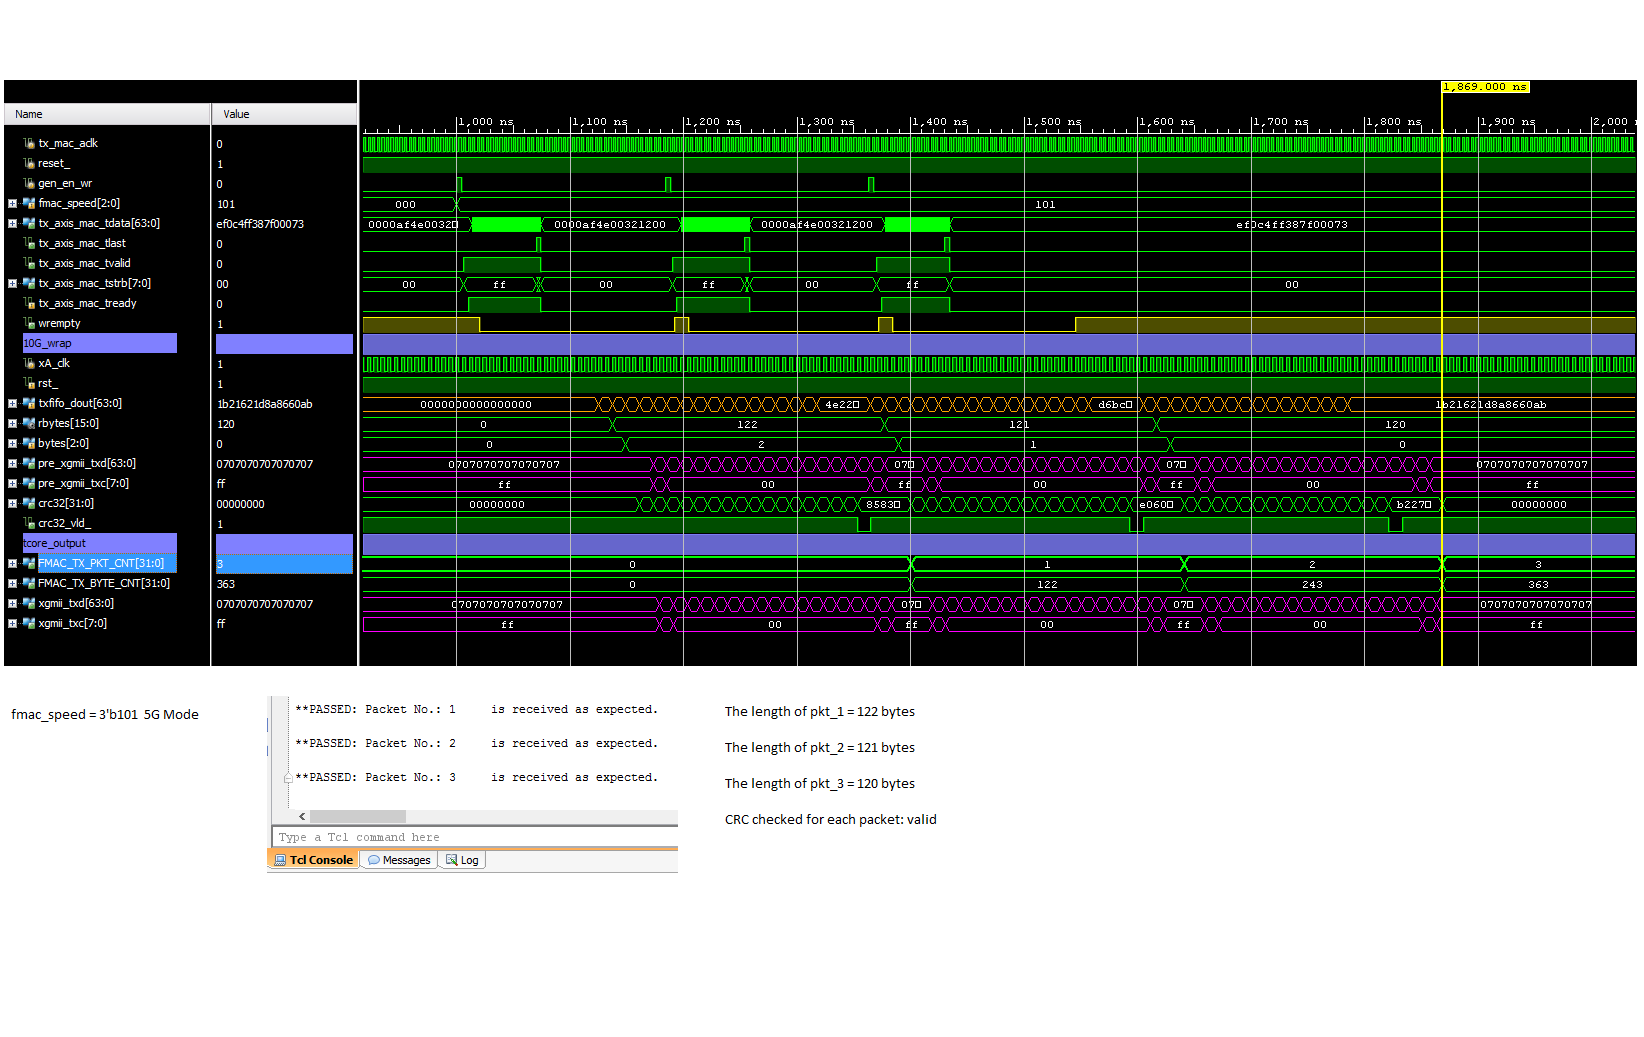 1,869.000 ns
Name Value
1,000 ns 1,100 ns 1,200 ns 1,300 ns 1,400 ns 1,500 ns 1,600 ns 1,700 ns 1,800 ns 1,900 ns 2,000 n
tx_mac_aclk 0
reset_ 1
gen_en_wr 0
fmac_speed[2:0] 101 000 101
tx_axis_mac_tdata[63:0] ef0c4ff387f00073 0000af4e0032 0000af4e00321200 0000af4e00321200 ef0c4ff387f00073
tx_axis_mac_tlast 0
tx_axis_mac_tvalid 0
tx_axis_mac_tstrb[7:0] 00 00 ff 00 ff 00 ff 00
tx_axis_mac_tready 0
wrempty 1
10G_wrap
xA_clk 1
rst_ 1
txfifo_dout[63:0] 1b21621d8a8660ab 0000000000000000 4e22 d6bc 1b21621d8a8660ab
rbytes[15:0] 120 0 122 121 120
bytes[2:0] 0 0 2 1 0
pre_xgmii_txd[63:0] 0707070707070707 0707070707070707 070 070 0707070707070707
pre_xgmii_txc[7:0] ff ff 00 ff 00 ff 00 ff
crc32[31:0] 00000000 00000000 8583 e060 b227 00000000
crc32_vld_ 1
tcore_output
FMAC_TX_PKT_CNT[31:0] 3 0 1 2 3
FMAC_TX_BYTE_CNT[31:0] 363 0 122 243 363
xgmii_txd[63:0] 0707070707070707 0707070707070707 070 070 0707070707070707
xgmii_txc[7:0] ff ff 00 ff 00 ff 00 ff
fmac_speed = 3'b101 5G Mode
**PASSED: Packet No.: 1 is received as expected.
**PASSED: Packet No.: 2 is received as expected.
**PASSED: Packet No.: 3 is received as expected.
Type a Tcl command here
Tcl Console Messages Log
The length of pkt_1 = 122 bytes
The length of pkt_2 = 121 bytes
The length of pkt_3 = 120 bytes
CRC checked for each packet: valid